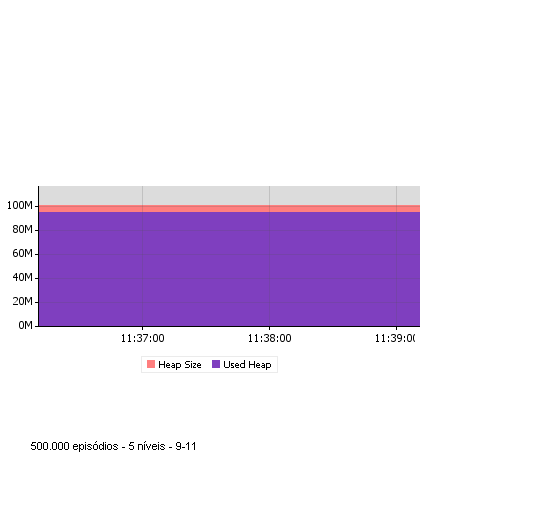 100M
80M
60M
40M
20M
0M
11:37:00 11:38:00 11:39:00
Heap Size Used Heap
500.000 episódios - 5 níveis - 9-11